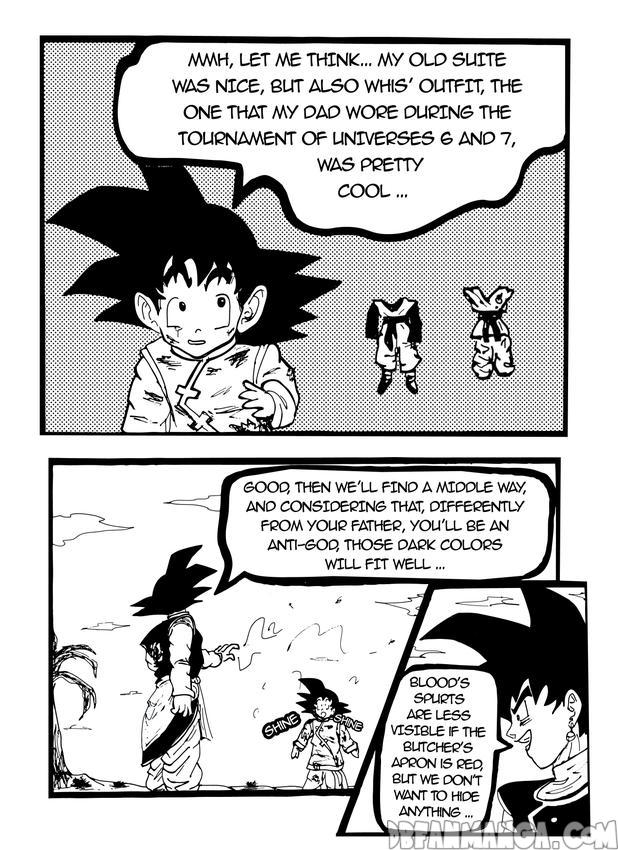 MMH, LET ME THINK... MY OLD SUITE
WAS NICE, BUT ALSO WHIS' OUTFIT, THE
ONE THAT MY DAD WORE DURING THE
TOURNAMENT OF UNIVERSES 6 AND 7,
WAS PRETTY
COOL ...
GOOD, THEN WE'LL FIND A MIDDLE WAY,
AND CONSIDERING THAT, DIFFERENTLY
FROM YOUR FATHER, YOU'LL BE AN
ANTI-GOD, THOSE DARK COLORS
WILL FIT WELL ...
SHINE
SHINE
BLOOD'S
SPURTS
ARE LESS
VISIBLE IF THE
BUTCHER'S
APRON IS RED,
BUT WE DON'T
WANT TO HIDE
ANYTHING ...
DBFANMANGA.COM